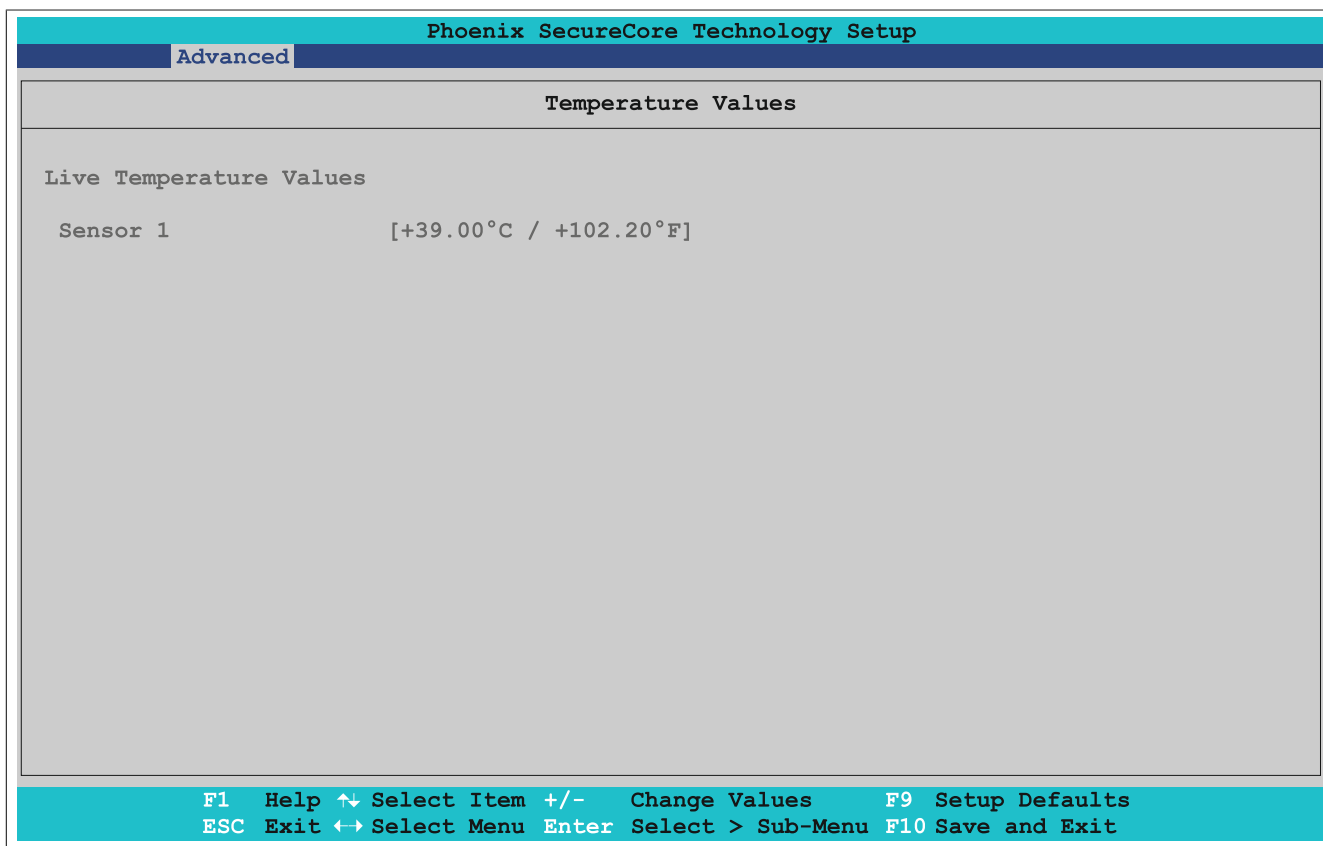 Phoenix SecureCore Technology Setup
Advanced
Temperature Values
Live Temperature Values
Sensor 1 [+39.00°C / +102.20°F]
F1 Help ↑↓ Select Item +/- Change Values F9 Setup Defaults
ESC Exit ←→ Select Menu Enter Select > Sub-Menu F10 Save and Exit